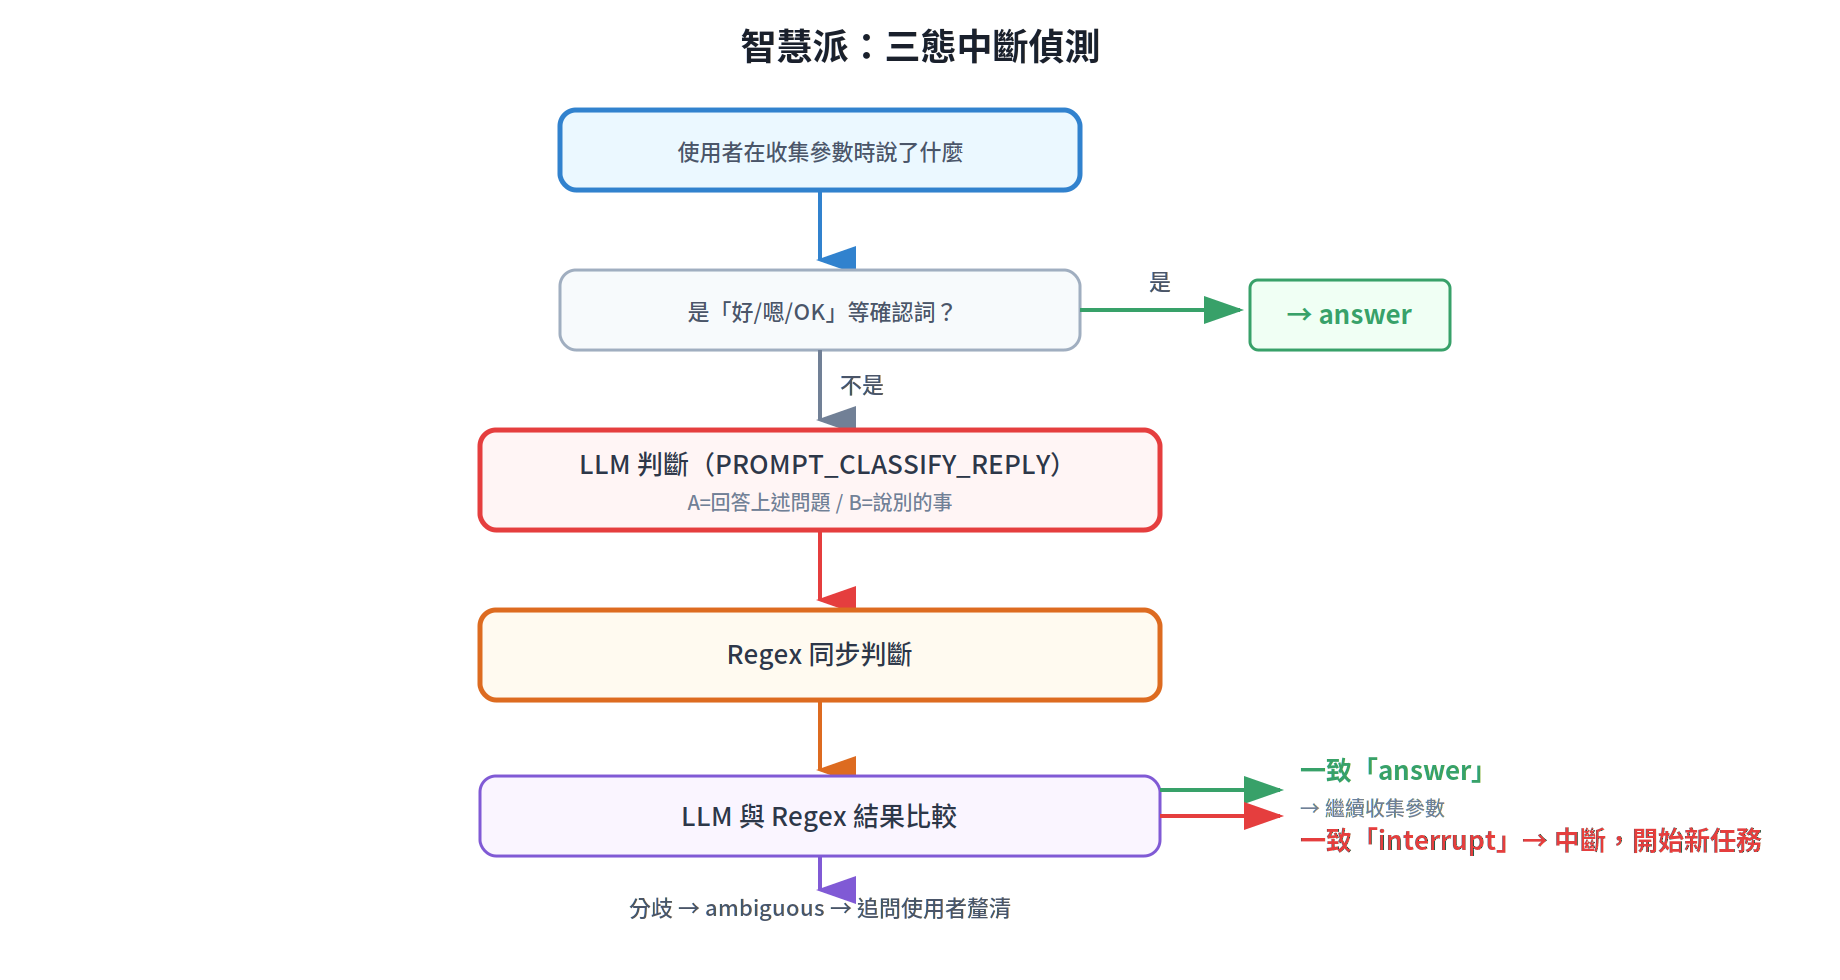 智慧派：三態中斷偵測
使用者在收集參數時說了什麼
是「好/嗯/OK」等確認詞？
是
→ answer
不是
LLM 判斷（PROMPT_CLASSIFY_REPLY）
A=回答上述問題 / B=說別的事
Regex 同步判斷
LLM 與 Regex 結果比較
一致「answer」
→ 繼續收集參數
一致「interrupt」→ 中斷，開始新任務
分歧 → ambiguous → 追問使用者釐清